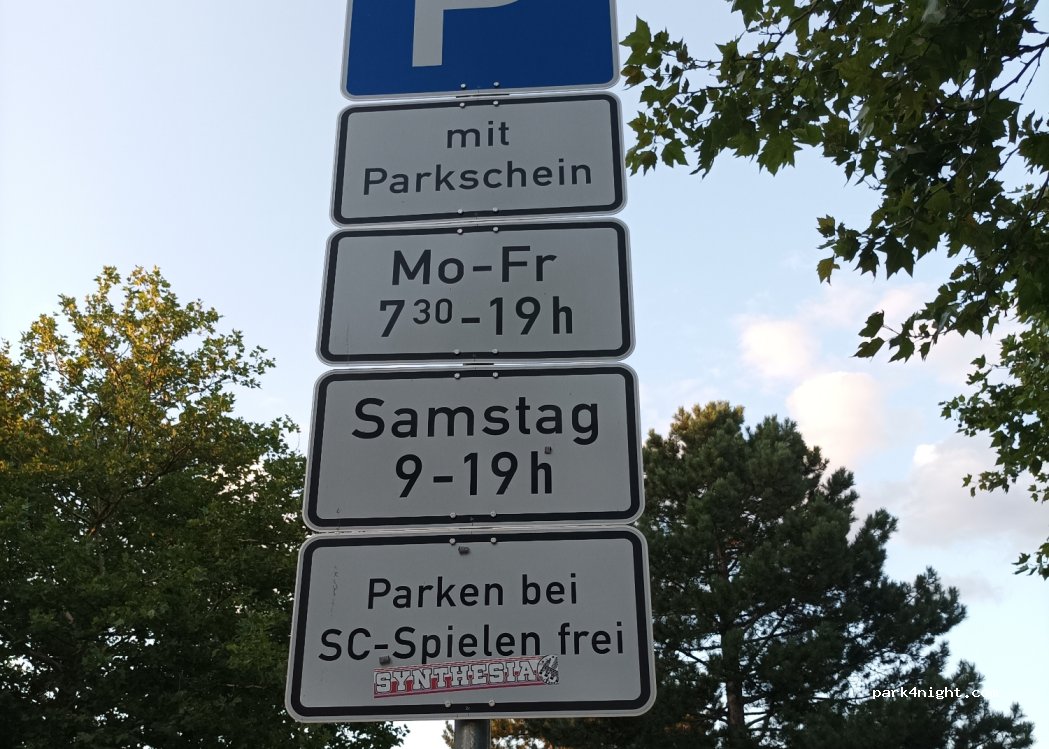 P
mit
Parkschein
Mo-Fr
7³⁰-19h
Samstag
9-19h
Parken bei
SC-Spielen frei
SYNTHESIA
park4night.c